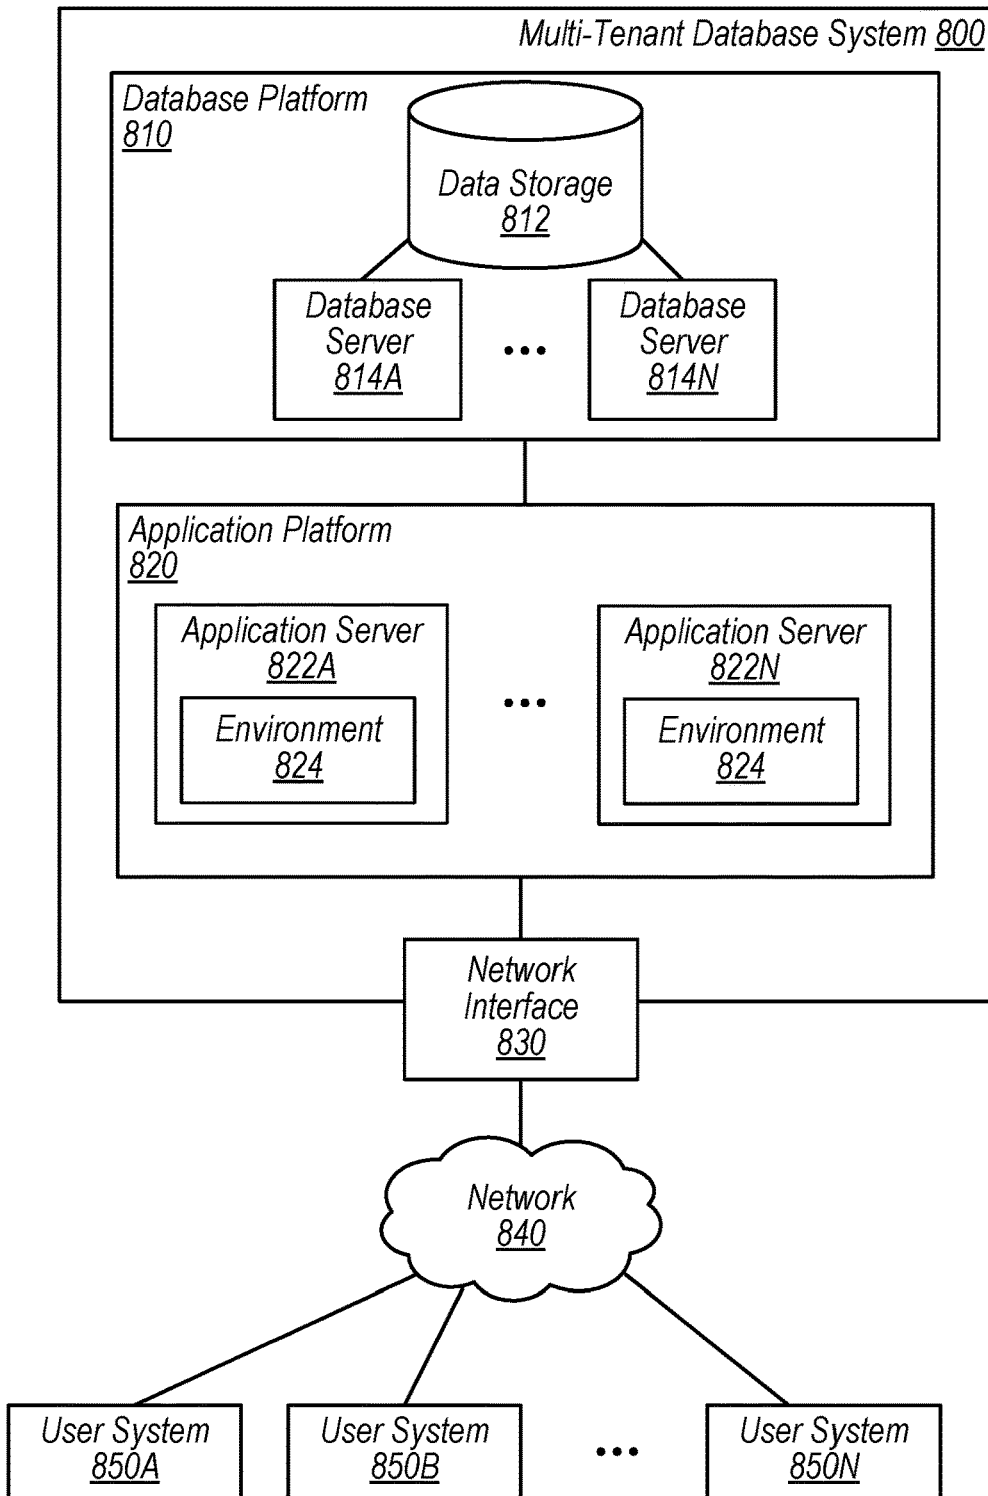 Multi-Tenant Database System 800
Database Platform
810
Data Storage
812
Database
Server
814A
•••
Database
Server
814N
Application Platform
820
Application Server
822A
Environment
824
•••
Application Server
822N
Environment
824
Network
Interface
830
Network
840
User System
850A
User System
850B
•••
User System
850N